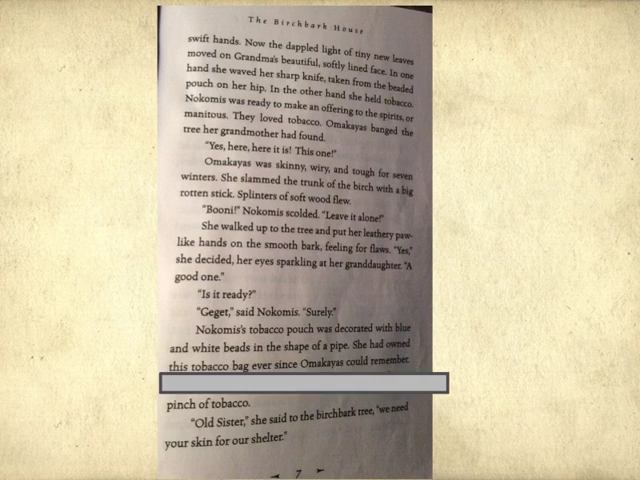 The Birchbark House
swift hands. Now the dappled light of tiny new leaves
moved on Grandma's beautiful, softly lined face. In one
hand she waved her sharp knife, taken from the beaded
pouch on her hip. In the other hand she held tobacco.
Nokomis was ready to make an offering to the spirits, or
manitous. They loved tobacco. Omakayas banged the
tree her grandmother had found.
"Yes, here, here it is! This one!"
Omakayas was skinny, wiry, and tough for seven
winters. She slammed the trunk of the birch with a big
rotten stick. Splinters of soft wood flew.
"Booni!" Nokomis scolded. "Leave it alone!"
She walked up to the tree and put her leathery paw-
like hands on the smooth bark, feeling for flaws. "Yes,"
she decided, her eyes sparkling at her granddaughter. "A
good one."
"Is it ready?"
"Geget," said Nokomis. "Surely."
Nokomis's tobacco pouch was decorated with blue
and white beads in the shape of a pipe. She had owned
this tobacco bag ever since Omakayas could remember.
pinch of tobacco.
"Old Sister," she said to the birchbark tree, "we need
your skin for our shelter."
7